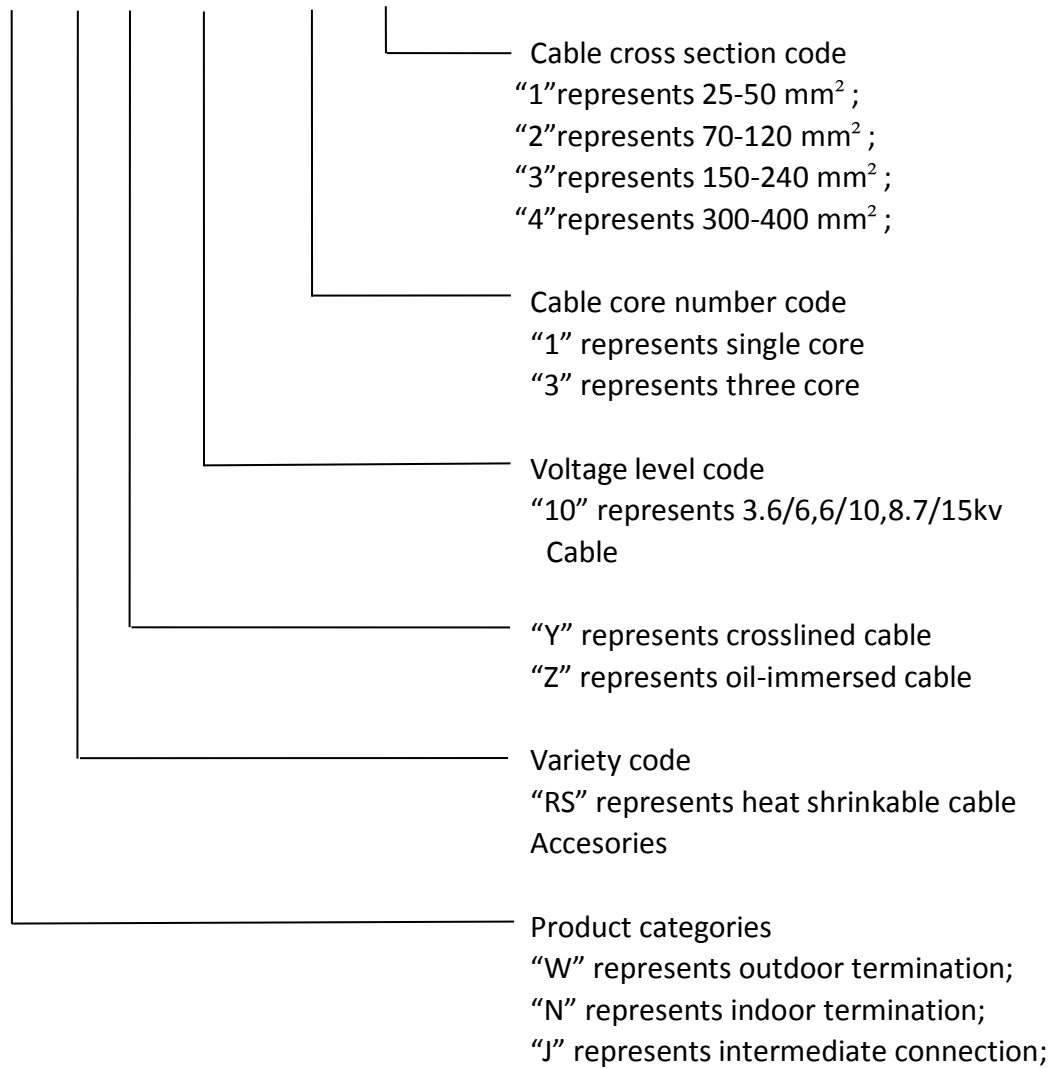 Cable cross section code
“1”represents 25-50 mm² ;
“2”represents 70-120 mm² ;
“3”represents 150-240 mm² ;
“4”represents 300-400 mm² ;
Cable core number code
“1” represents single core
“3” represents three core
Voltage level code
“10” represents 3.6/6,6/10,8.7/15kv
Cable
“Y” represents crosslined cable
“Z” represents oil-immersed cable
Variety code
“RS” represents heat shrinkable cable
Accesories
Product categories
“W” represents outdoor termination;
“N” represents indoor termination;
“J” represents intermediate connection;